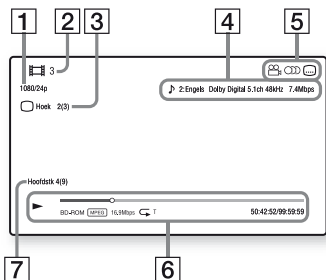 1 2 3 4 5
3
1080/24p
2:Engels Dolby Digital 5.1ch 48kHz 7.4Mbps
Hoek 2(3)
Hoofdstk 4(9)
BD-ROM MPEG 16.9Mbps T 50:42:52/99:59:59
7 6